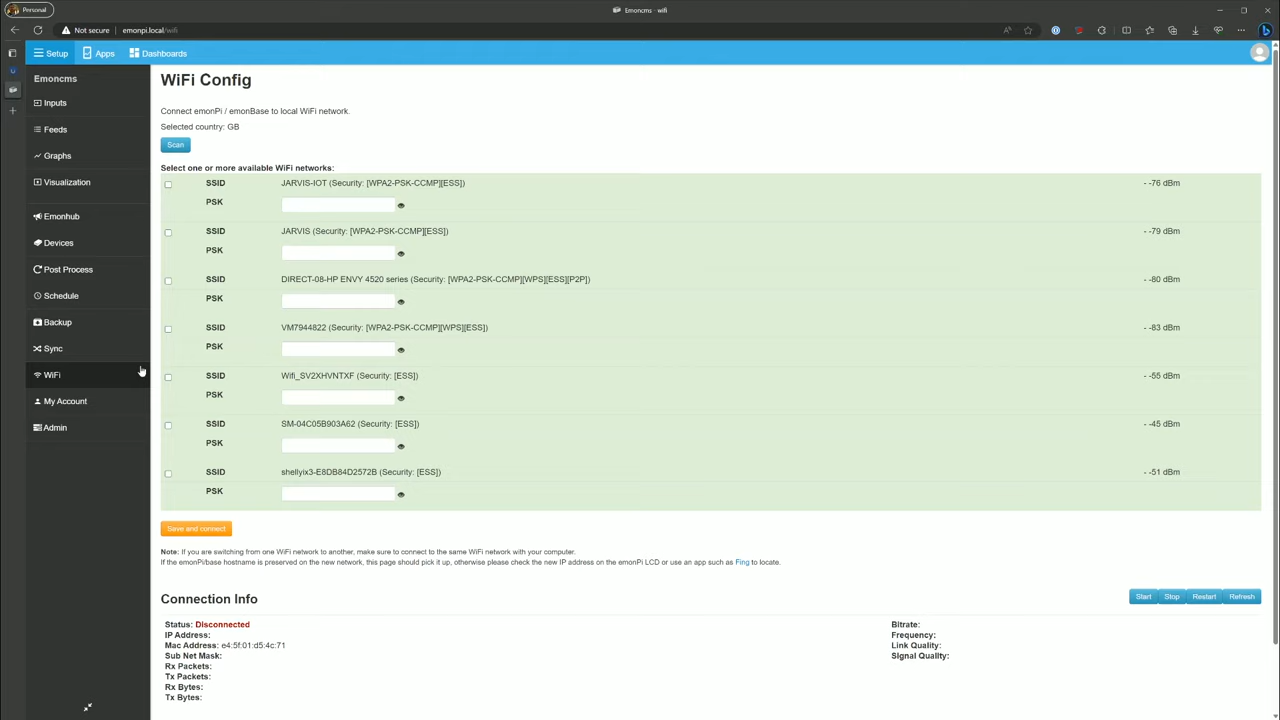 Personal
Emoncms - wifi
Not secure
emonpi.local/wifi
Setup
Apps
Dashboards
Emoncms
Inputs
Feeds
Graphs
Visualization
Emonhub
Devices
Post Process
Schedule
Backup
Sync
WiFi
My Account
Admin
WiFi Config
Connect emonPi / emonBase to local WiFi network.
Selected country: GB
Scan
Select one or more available WiFi networks:
SSID JARVIS-IOT (Security: [WPA2-PSK-CCMP][ESS]) - -76 dBm
PSK
SSID JARVIS (Security: [WPA2-PSK-CCMP][ESS]) - -79 dBm
PSK
SSID DIRECT-08-HP ENVY 4520 series (Security: [WPA2-PSK-CCMP][WPS][ESS][P2P]) - -80 dBm
PSK
SSID VM7944822 (Security: [WPA2-PSK-CCMP][WPS][ESS]) - -83 dBm
PSK
SSID Wifi_SV2XHVNTXF (Security: [ESS]) - -55 dBm
PSK
SSID SM-04C05B903A62 (Security: [ESS]) - -45 dBm
PSK
SSID shellyix3-E8DB84D2572B (Security: [ESS]) - -51 dBm
PSK
Save and connect
Note: If you are switching from one WiFi network to another, make sure to connect to the same WiFi network with your computer.
If the emonPi/base hostname is preserved on the new network, this page should pick it up, otherwise please check the new IP address on the emonPi LCD or use an app such as Fing to locate.
Connection Info
Start Stop Restart Refresh
Status: Disconnected
IP Address:
Mac Address: e4:5f:01:d5:4c:71
Sub Net Mask:
Rx Packets:
Tx Packets:
Rx Bytes:
Tx Bytes:
Bitrate:
Frequency:
Link Quality:
Signal Quality: